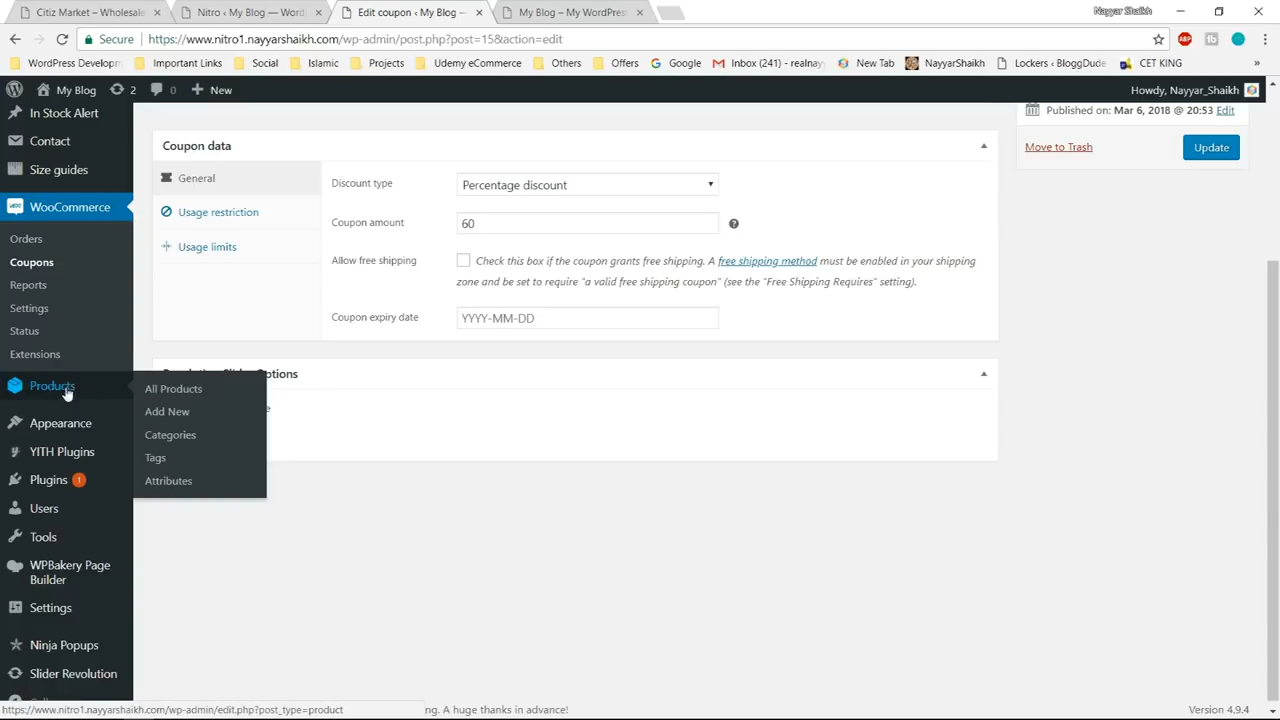 Citiz Market – Wholesale
Nitro ‹ My Blog — Word
Edit coupon ‹ My Blog —
My Blog – My WordPress
Nayyar Shaikh
Secure
https://www.nitro1.nayyarshaikh.com/wp-admin/post.php?post=15&action=edit
WordPress Developm
Important Links
Social
Islamic
Projects
Udemy eCommerce
Others
Offers
Google
Inbox (241) - realnay
New Tab
NayyarShaikh
Lockers ‹ BloggDude
CET KING
»
My Blog
2
0
+ New
Howdy, Nayyar_Shaikh
In Stock Alert
Contact
Size guides
WooCommerce
Orders
Coupons
Reports
Settings
Status
Extensions
Products
All Products
Add New
Categories
Tags
Attributes
Appearance
YITH Plugins
Plugins 1
Users
Tools
WPBakery Page
Builder
Settings
Ninja Popups
Slider Revolution
Coupon data
General
Usage restriction
Usage limits
Discount type
Percentage discount
Coupon amount
60
Allow free shipping
Check this box if the coupon grants free shipping. A free shipping method must be enabled in your shipping
zone and be set to require "a valid free shipping coupon" (see the "Free Shipping Requires" setting).
Coupon expiry date
YYYY-MM-DD
Options
Published on: Mar 6, 2018 @ 20:53 Edit
Move to Trash
Update
https://www.nitro1.nayyarshaikh.com/wp-admin/edit.php?post_type=product
ng. A huge thanks in advance!
Version 4.9.4